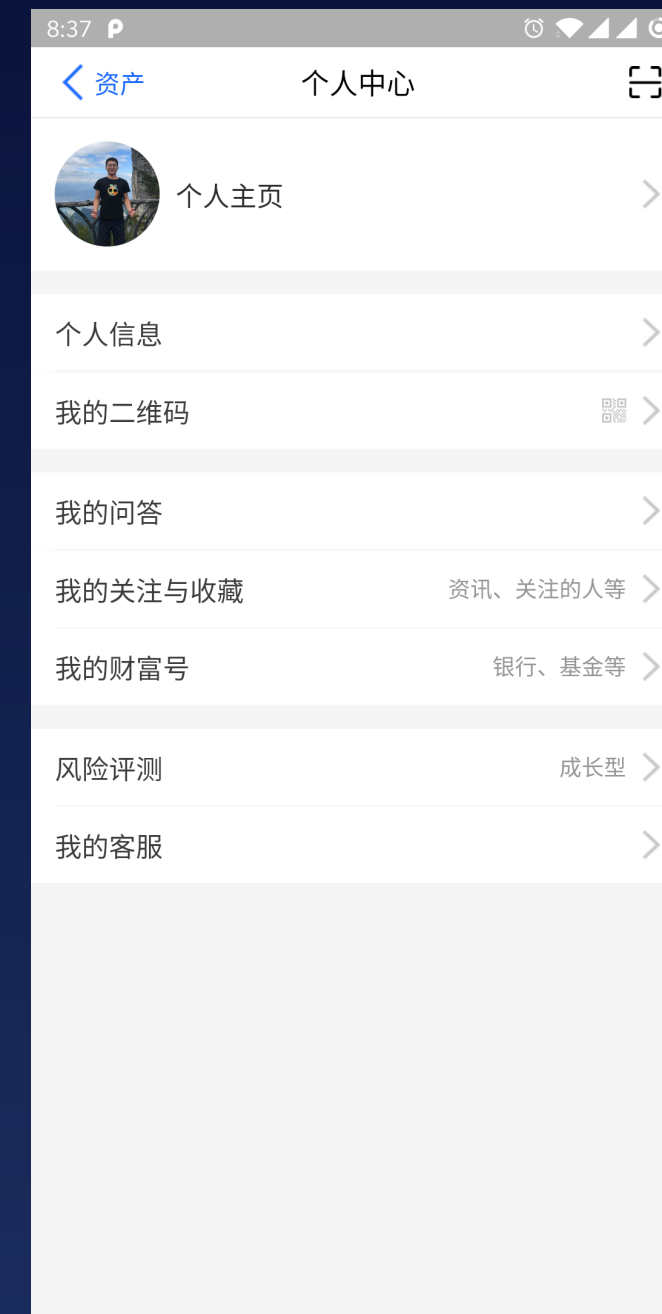 8:37
资产 个人中心
个人主页
个人信息
我的二维码
我的问答
我的关注与收藏 资讯、关注的人等
我的财富号 银行、基金等
风险评测 成长型
我的客服